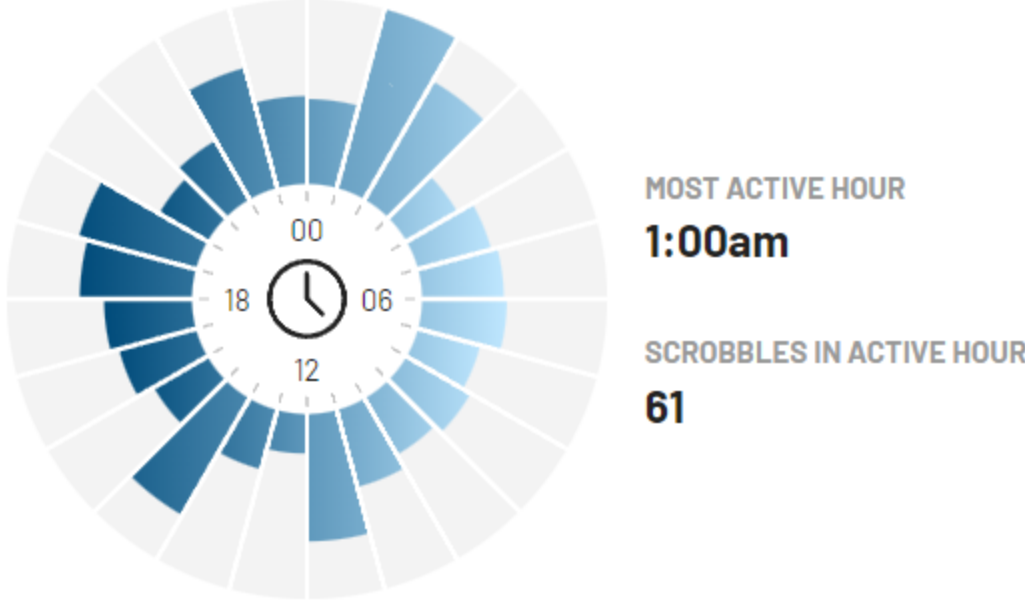 00
18
06
12
MOST ACTIVE HOUR
1:00am
SCROBBLES IN ACTIVE HOUR
61